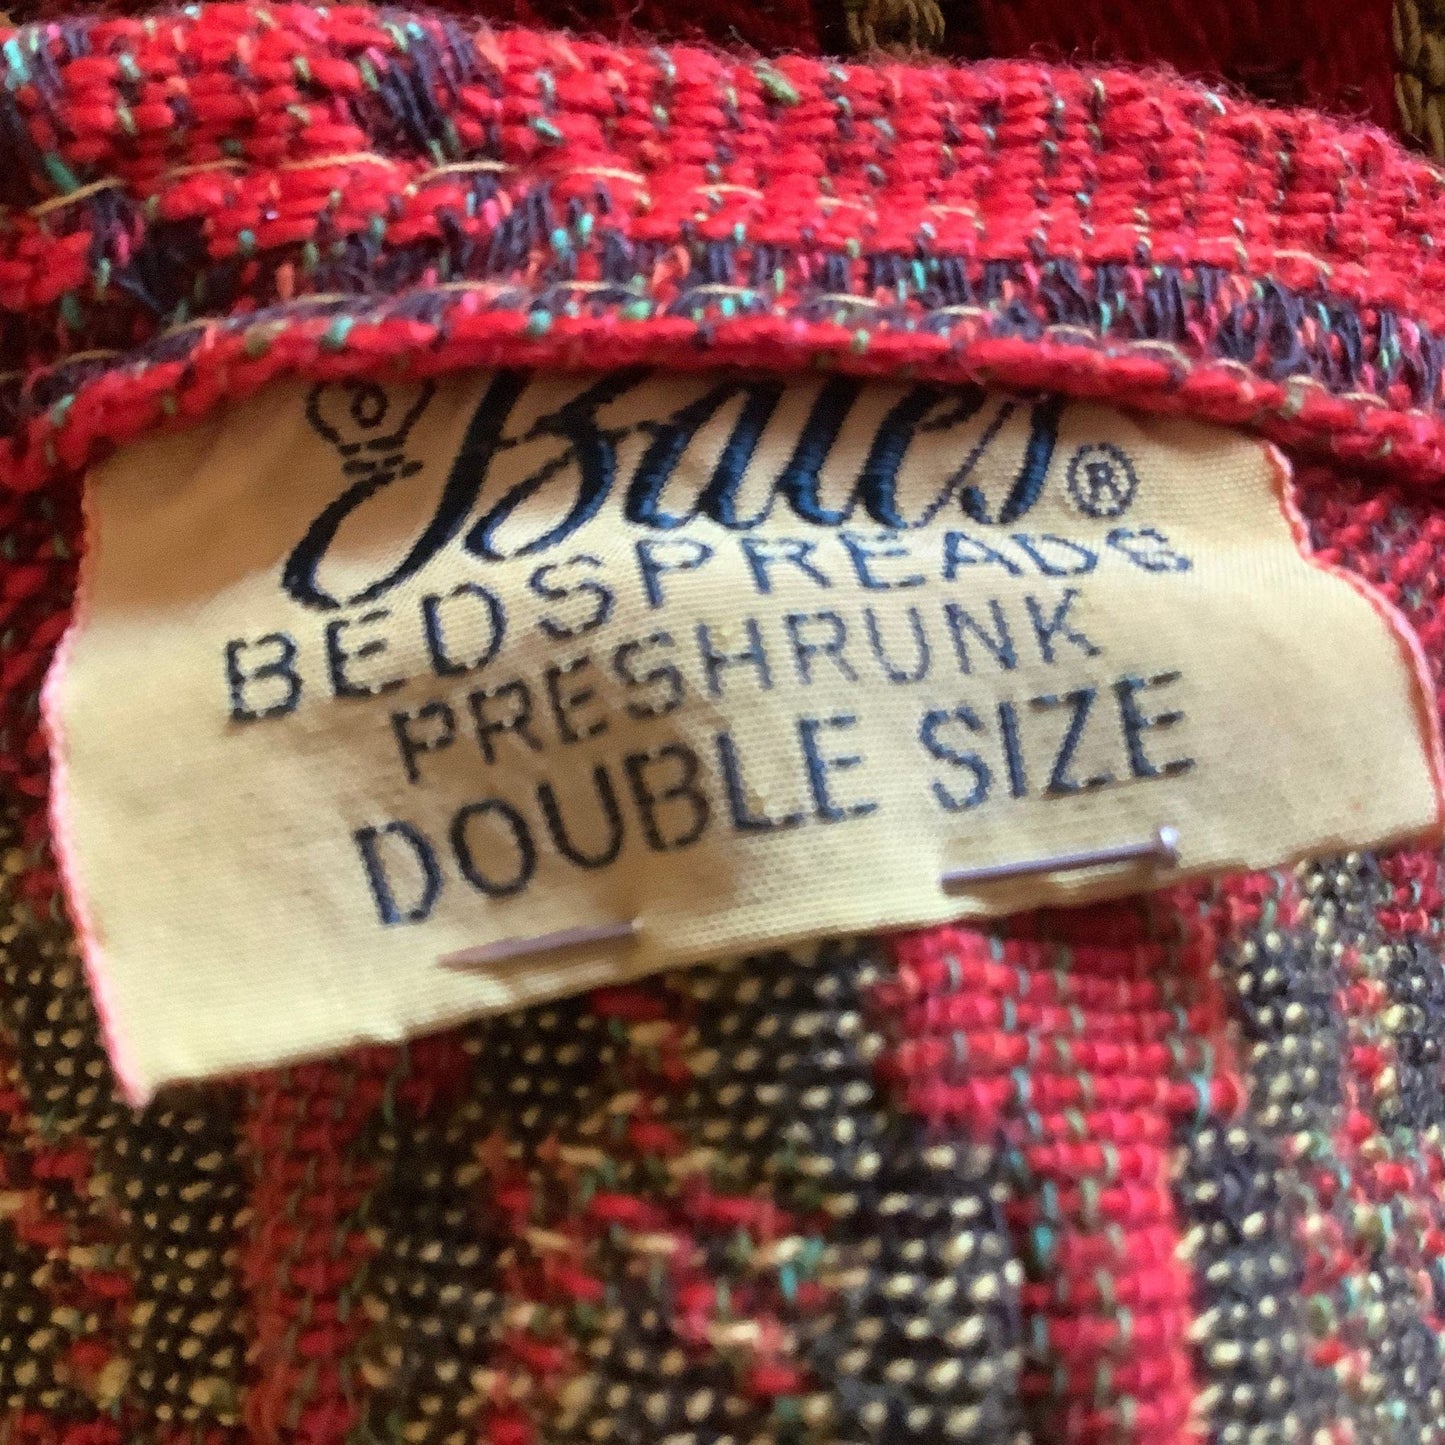 Bates ®
BEDSPREADS
PRESHRUNK
DOUBLE SIZE